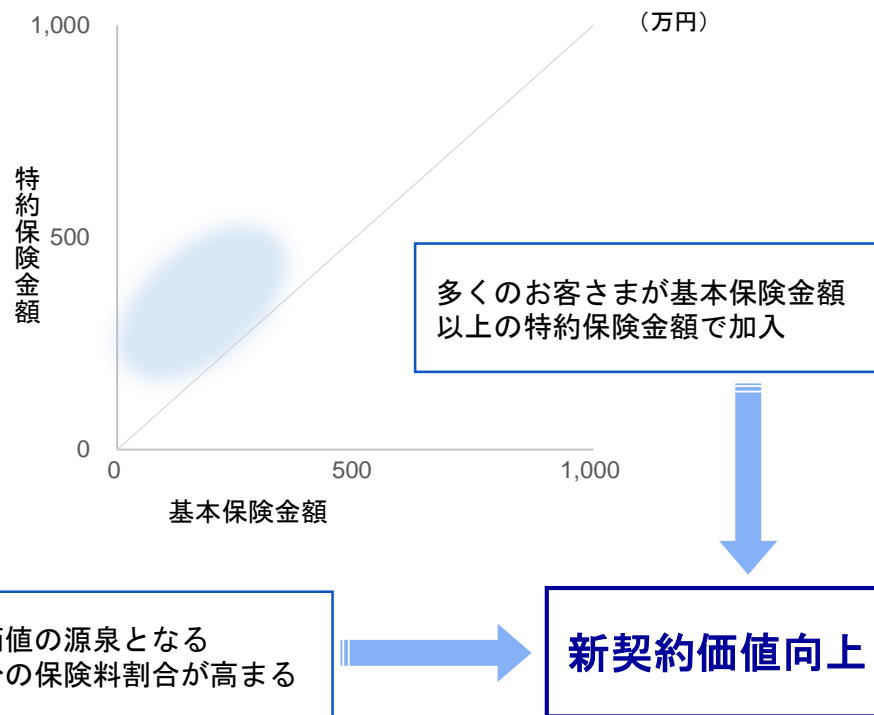 1,000
（万円）
特約保険金額
500
多くのお客さまが基本保険金額
以上の特約保険金額で加入
0
0
500
1,000
基本保険金額
値の源泉となる
の保険料割合が高まる
新契約価値向上